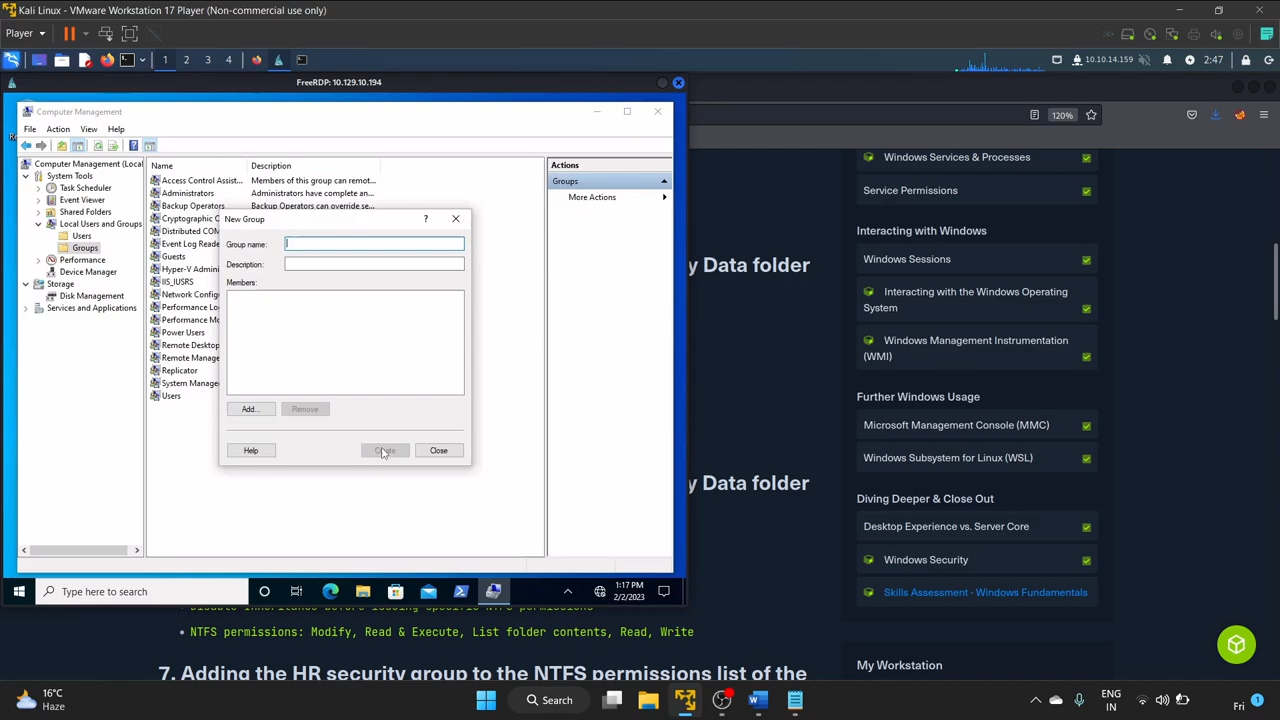 Kali Linux - VMware Workstation 17 Player (Non-commercial use only)
Player
1 2 3 4
10.10.14.159
2:47
FreeRDP: 10.129.10.194
120%
Computer Management
File Action View Help
Computer Management (Local
System Tools
Task Scheduler
Event Viewer
Shared Folders
Local Users and Groups
Users
Groups
Performance
Device Manager
Storage
Disk Management
Services and Applications
Name Description
Access Control Assist... Members of this group can remot...
Administrators Administrators have complete an...
Backup Operators Backup Operators can override se...
Cryptographic O
Distributed COM
Event Log Reade
Guests
Hyper-V Admini
IIS_IUSRS
Network Config
Performance Lo
Performance Mo
Power Users
Remote Desktop
Remote Manage
Replicator
System Manage
Users
Actions
Groups
More Actions
New Group
?
Group name:
Description:
Members:
Add... Remove
Help Close
Type here to search
1:17 PM
2/2/2023
y Data folder
y Data folder
Disable Inheritance before issuing specific NTFS permissions
• NTFS permissions: Modify, Read & Execute, List folder contents, Read, Write
7. Adding the HR security group to the NTFS permissions list of the
Windows Services & Processes
Service Permissions
Interacting with Windows
Windows Sessions
Interacting with the Windows Operating
System
Windows Management Instrumentation
(WMI)
Further Windows Usage
Microsoft Management Console (MMC)
Windows Subsystem for Linux (WSL)
Diving Deeper & Close Out
Desktop Experience vs. Server Core
Windows Security
Skills Assessment - Windows Fundamentals
My Workstation
16°C
Haze
Search
ENG
IN
Fri
1